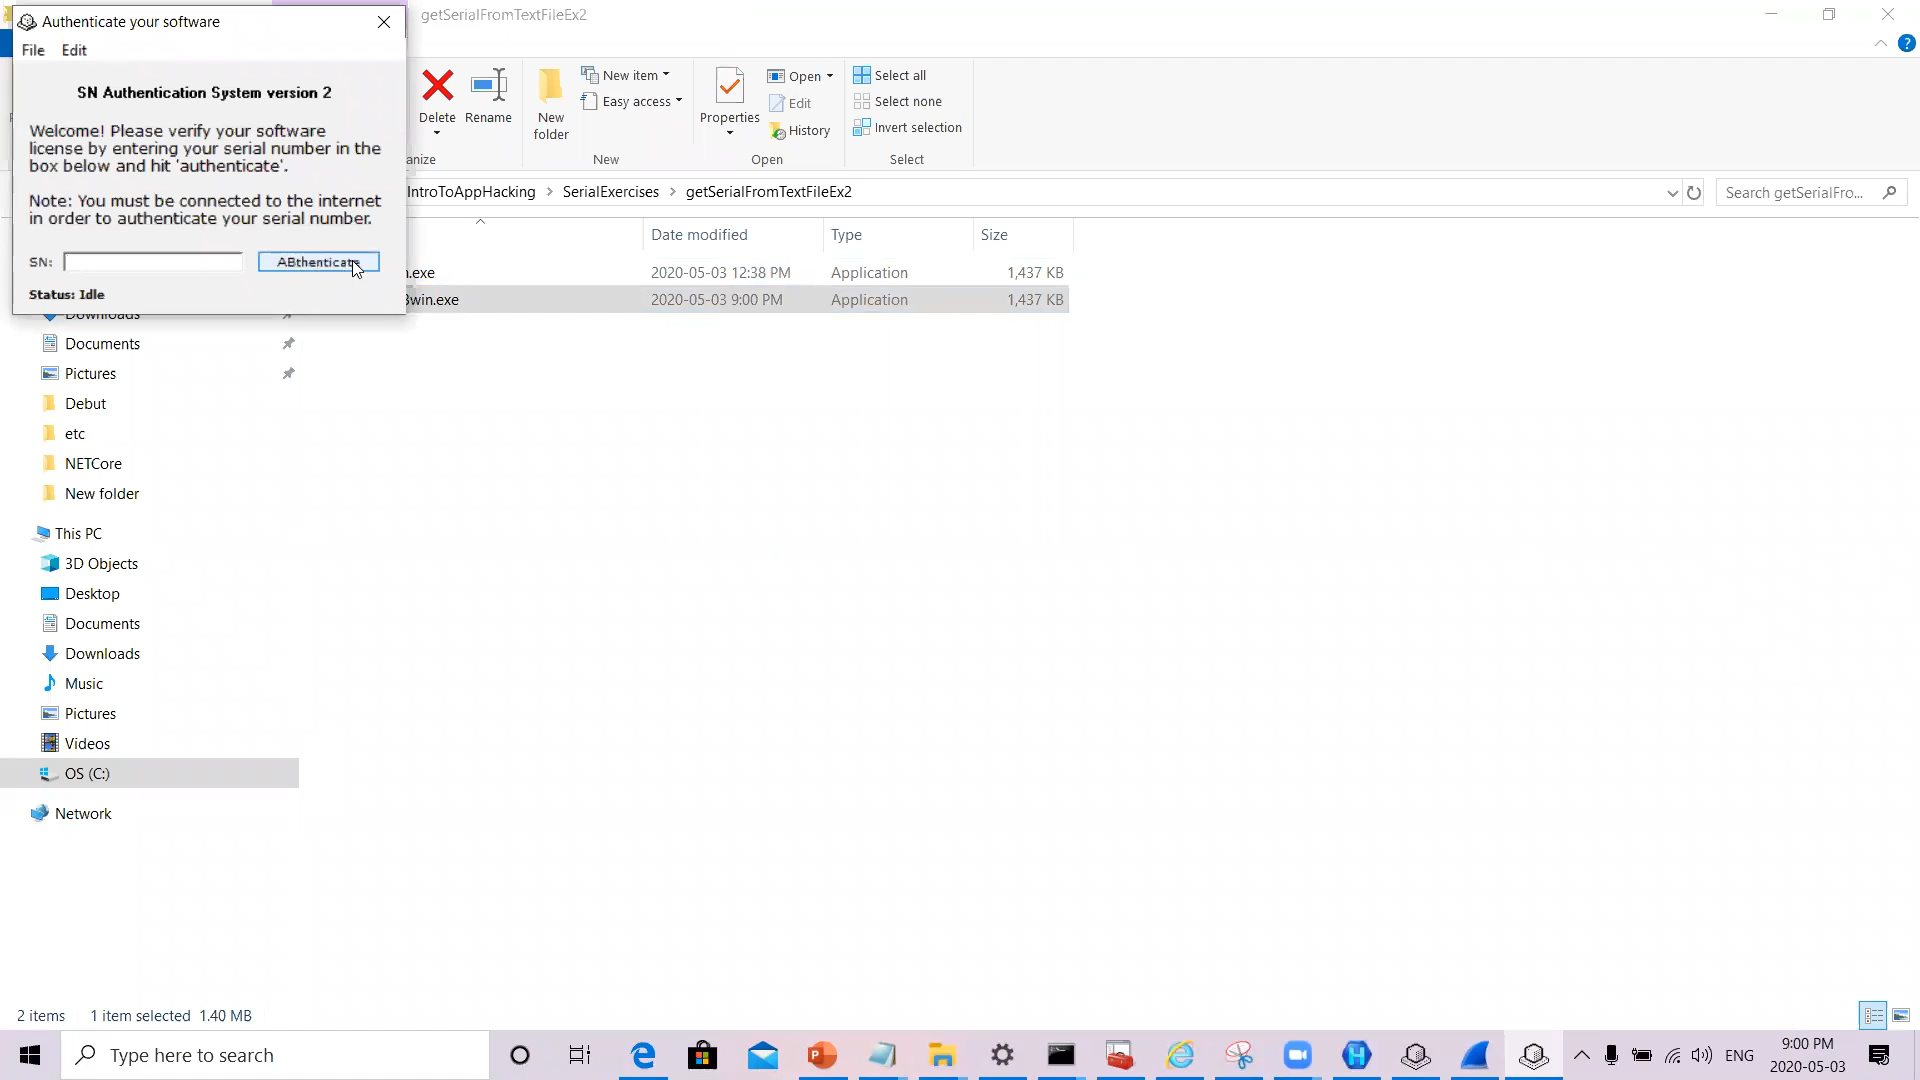 Authenticate your software
getSerialFromTextFileEx2
File Edit
SN Authentication System version 2
Welcome! Please verify your software
license by entering your serial number in the
box below and hit 'authenticate'.
Note: You must be connected to the internet
in order to authenticate your serial number.
SN:
ABthenticate
Status: Idle
Delete
Rename
New
folder
New item
Easy access
New
Properties
Open
Edit
History
Open
Select all
Select none
Invert selection
Select
IntroToAppHacking > SerialExercises > getSerialFromTextFileEx2
Search getSerialFro...
Date modified Type Size
2020-05-03 12:38 PM Application 1,437 KB
2020-05-03 9:00 PM Application 1,437 KB
Downloads
Documents
Pictures
Debut
etc
NETCore
New folder
This PC
3D Objects
Desktop
Documents
Downloads
Music
Pictures
Videos
OS (C:)
Network
2 items 1 item selected 1.40 MB
Type here to search
ENG
9:00 PM
2020-05-03